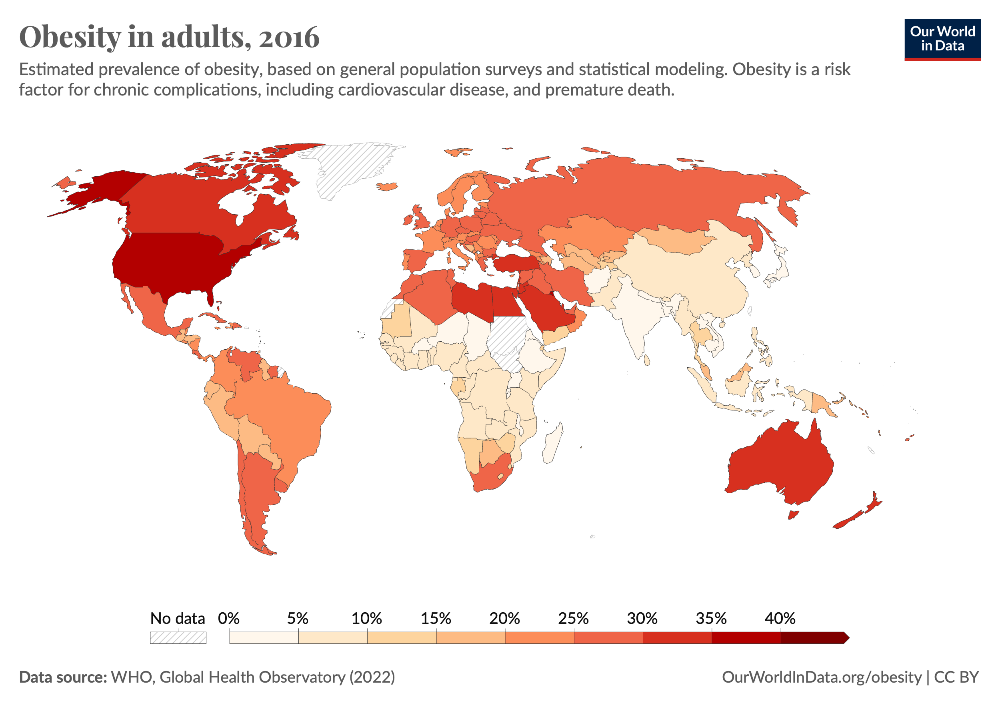 Obesity in adults, 2016
Our World
in Data
Estimated prevalence of obesity, based on general population surveys and statistical modeling. Obesity is a risk
factor for chronic complications, including cardiovascular disease, and premature death.
No data 0% 5% 10% 15% 20% 25% 30% 35% 40%
Data source: WHO, Global Health Observatory (2022)
OurWorldInData.org/obesity | CC BY